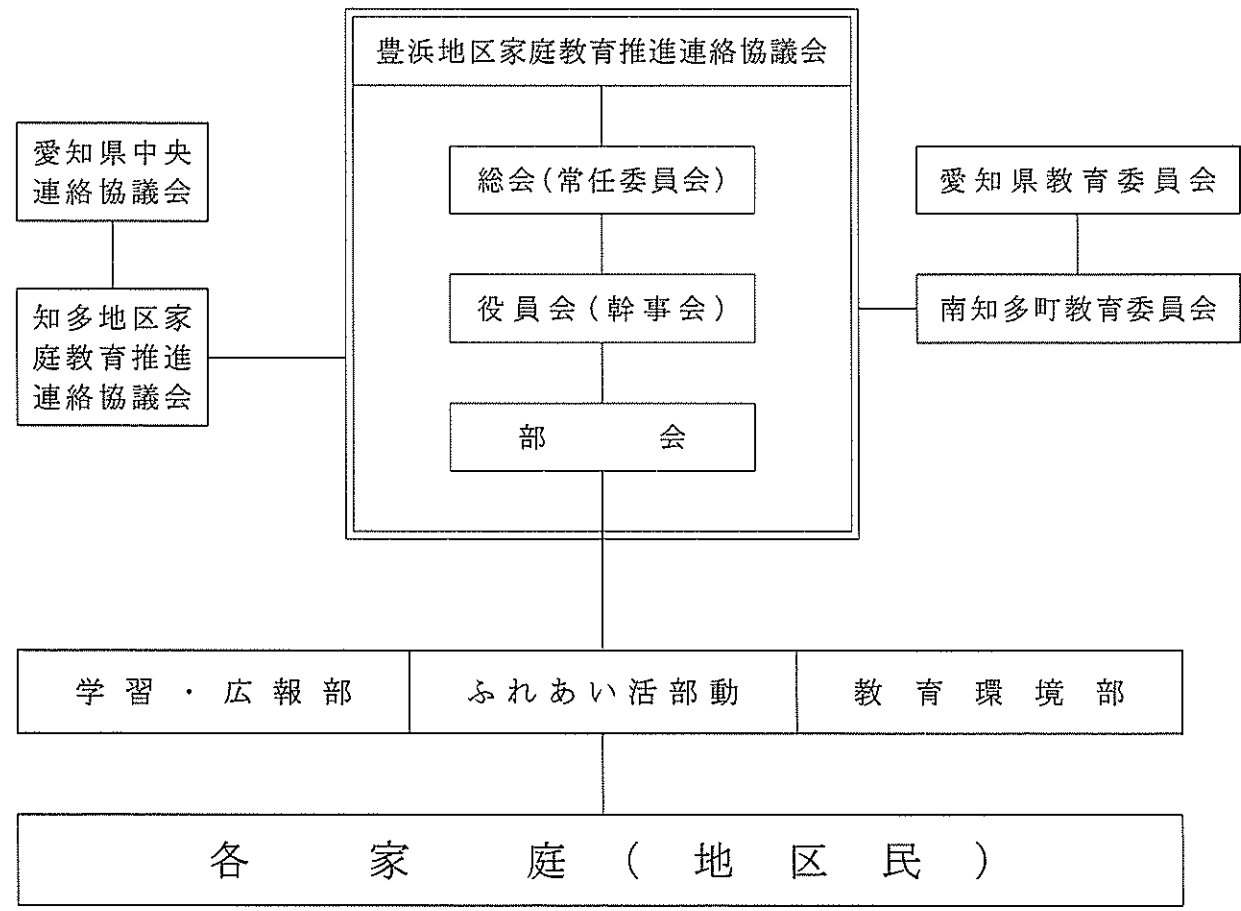 豊浜地区家庭教育推進連絡協議会
愛知県中央
連絡協議会
総会(常任委員会)
愛知県教育委員会
知多地区家
庭教育推進
連絡協議会
役員会(幹事会)
南知多町教育委員会
部会
学習・広報部
ふれあい活部動
教育環境部
各家庭(地区民)